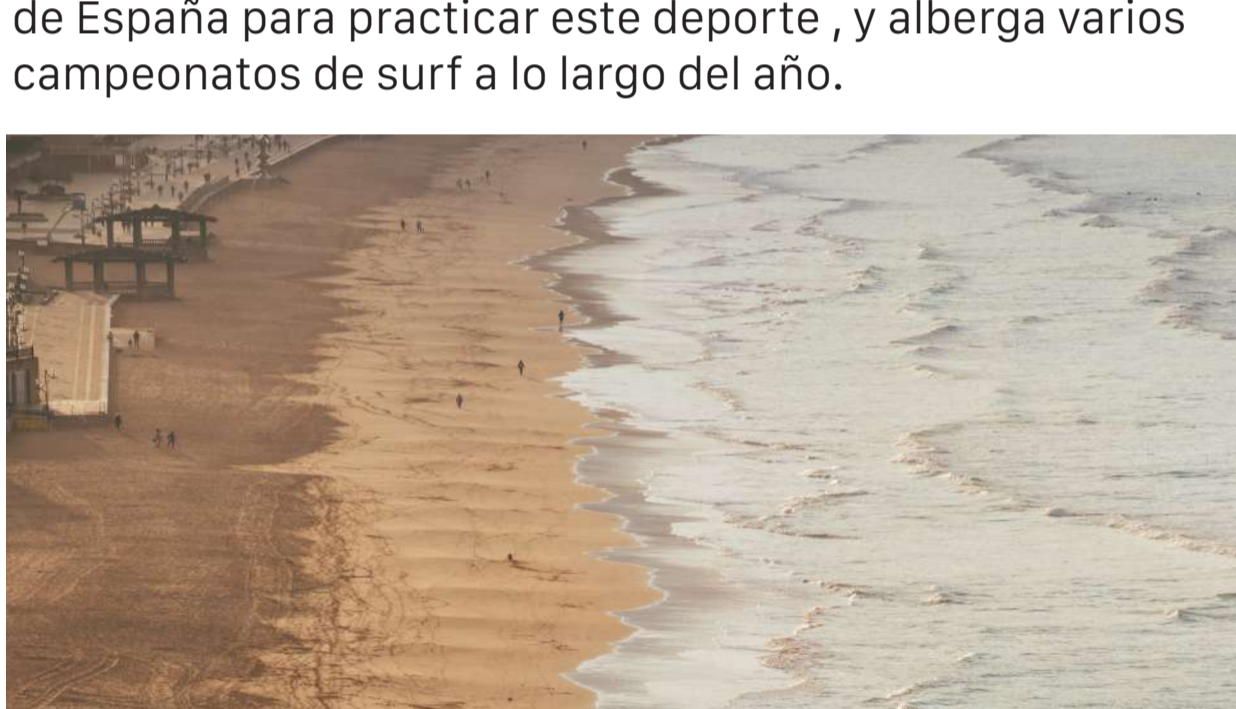 de España para practicar este deporte , y alberga varios
campeonatos de surf a lo largo del año.